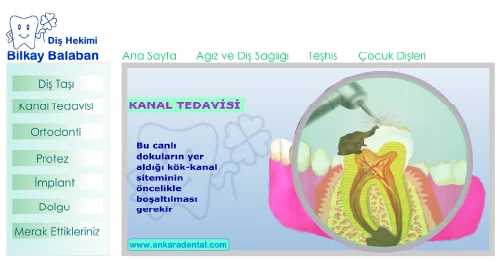 Diş Hekimi
Bilkay Balaban
Ana Sayfa Ağız ve Diş Sağlığı Teşhis Çocuk Dişleri
Diş Taşı
Kanal Tedavisi
Ortodonti
Protez
İmplant
Dolgu
Merak Ettikleriniz
KANAL TEDAVİSİ
Bu canlı
dokuların yer
aldığı kök-kanal
siteminin
öncelikle
boşaltılması
gerekir
www.ankaradental.com